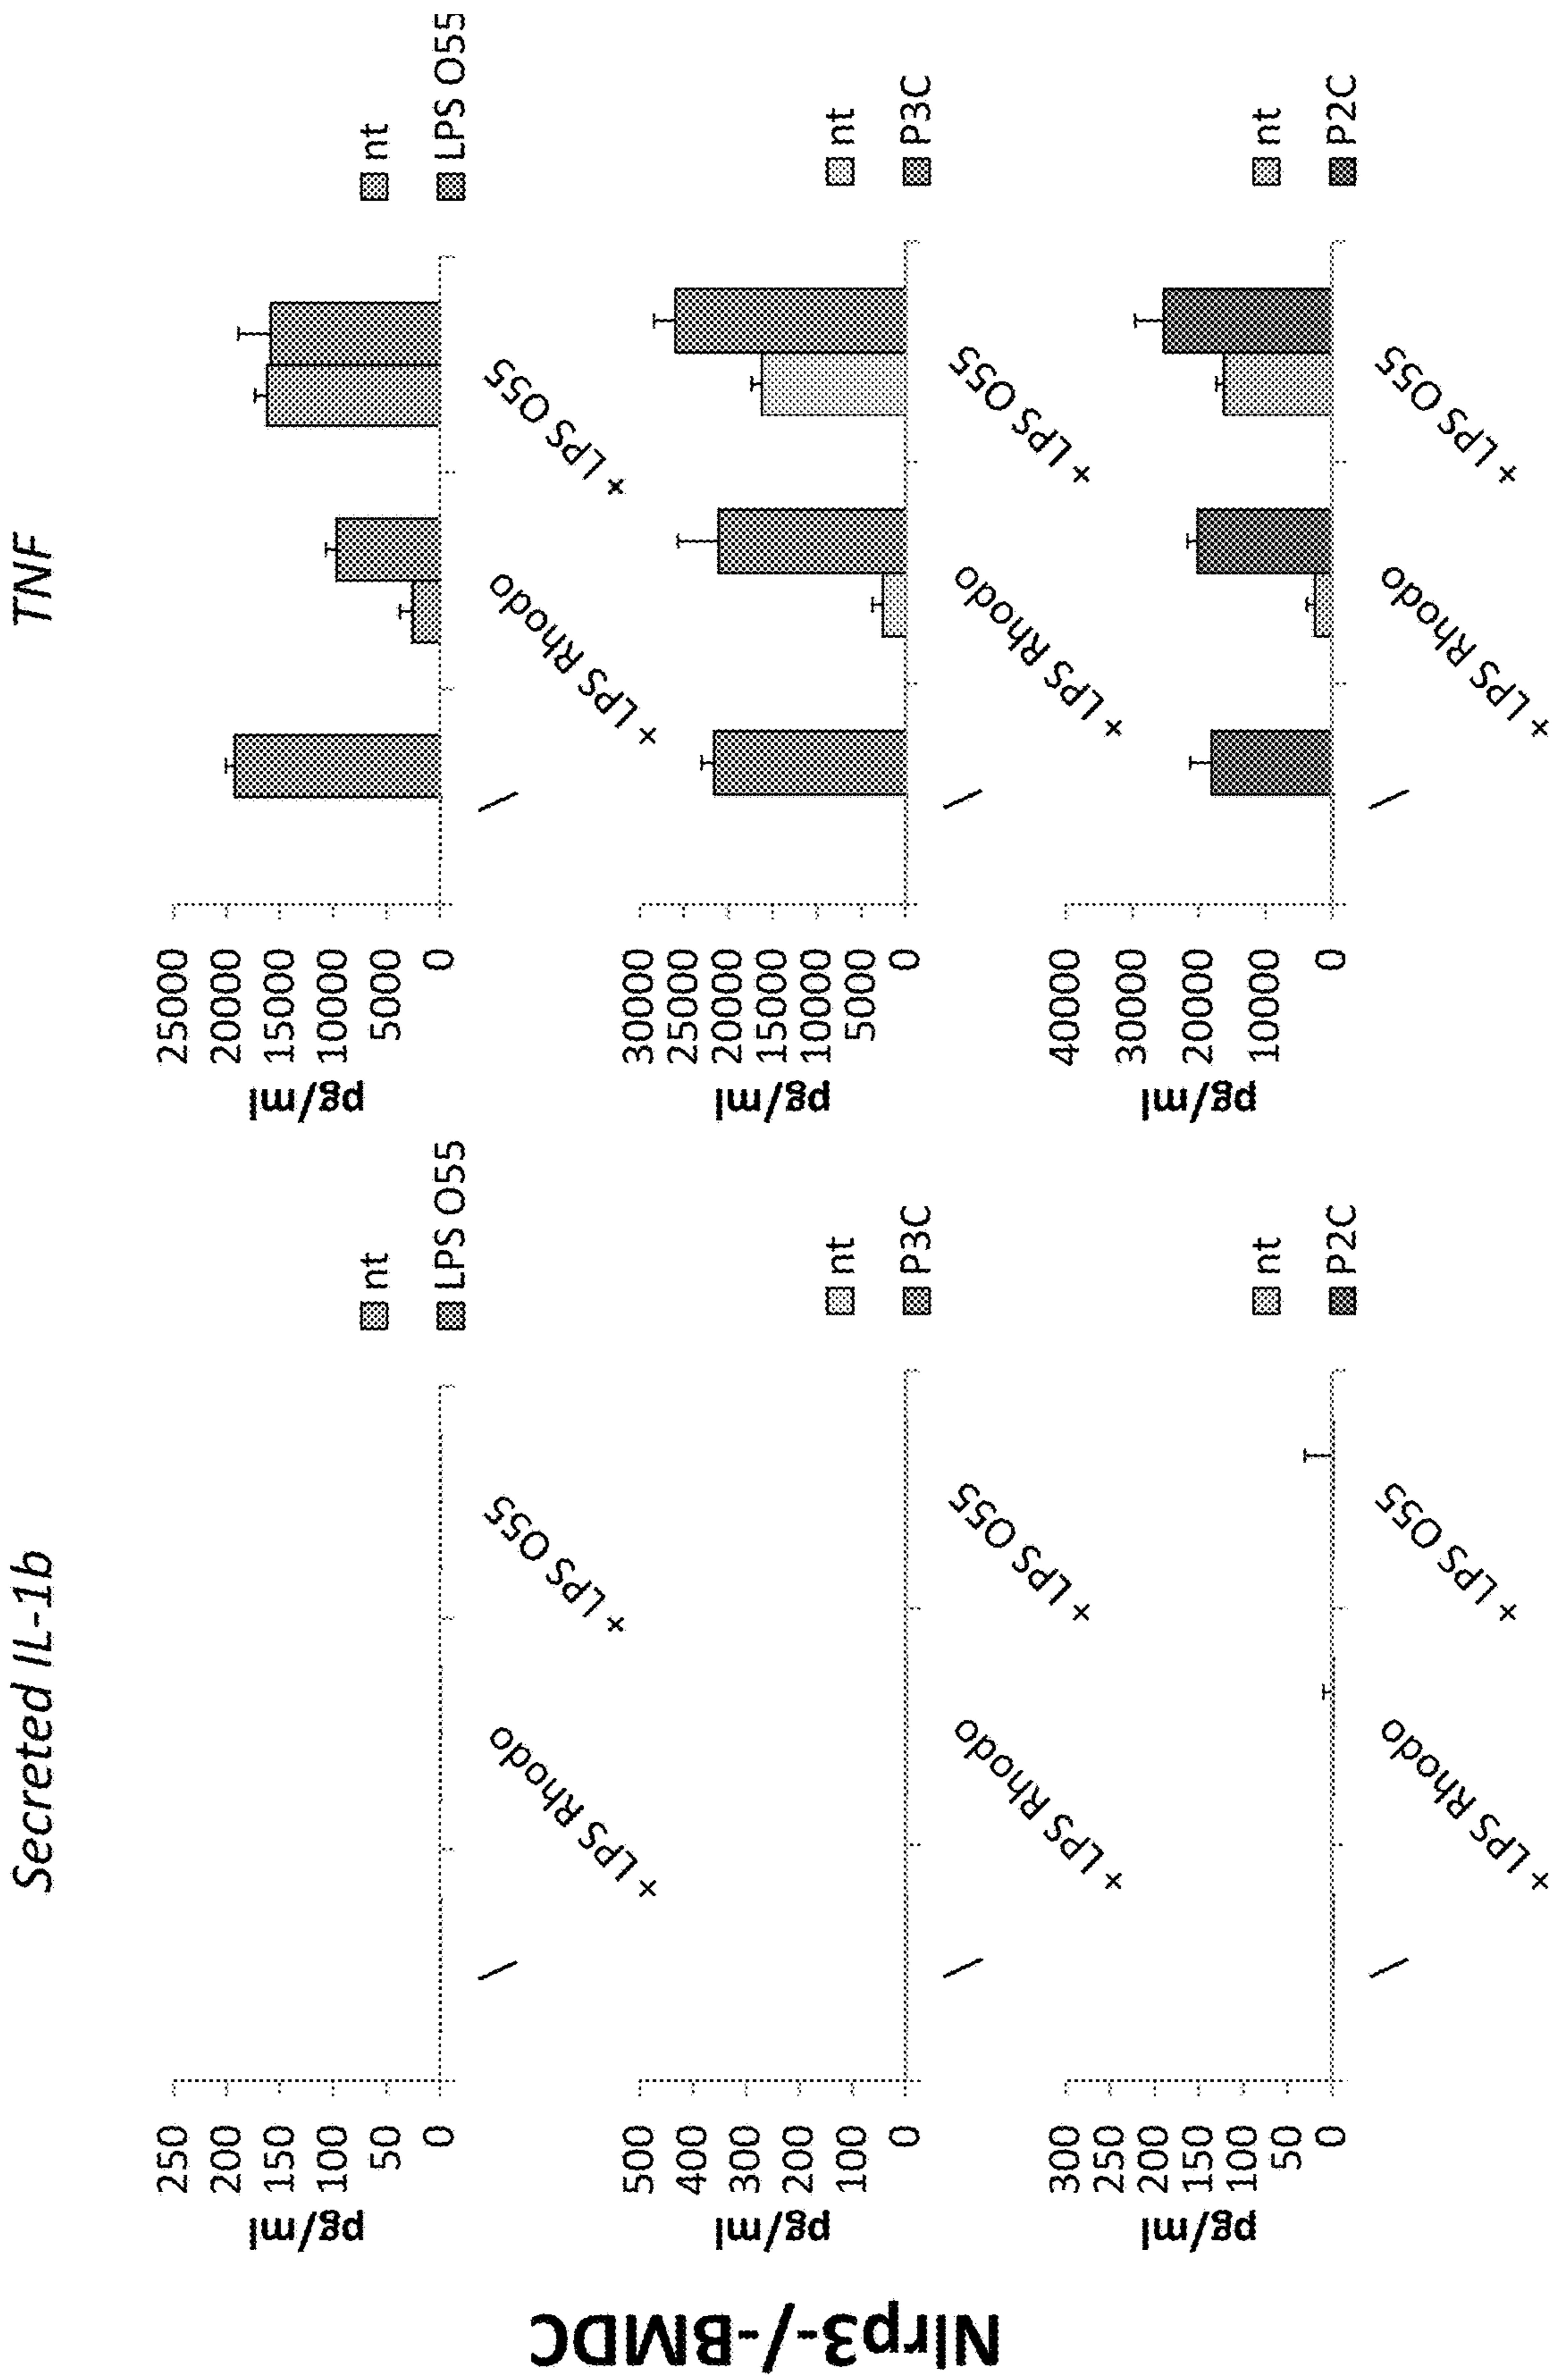 Nlrp3-/-BMDC
Secreted IL-1b
pg/ml
250
200
150
100
50
0
/
+ LPS Rhodo
+ LPS O55
nt
LPS O55
pg/ml
500
400
300
200
100
0
/
+ LPS Rhodo
+ LPS O55
nt
P3C
pg/ml
300
250
200
150
100
50
0
/
+ LPS Rhodo
+ LPS O55
nt
P2C
TNF
pg/ml
25000
20000
15000
10000
5000
0
/
+ LPS Rhodo
+ LPS O55
nt
LPS O55
pg/ml
30000
25000
20000
15000
10000
5000
0
/
+ LPS Rhodo
+ LPS O55
nt
P3C
pg/ml
40000
30000
20000
10000
0
/
+ LPS Rhodo
+ LPS O55
nt
P2C